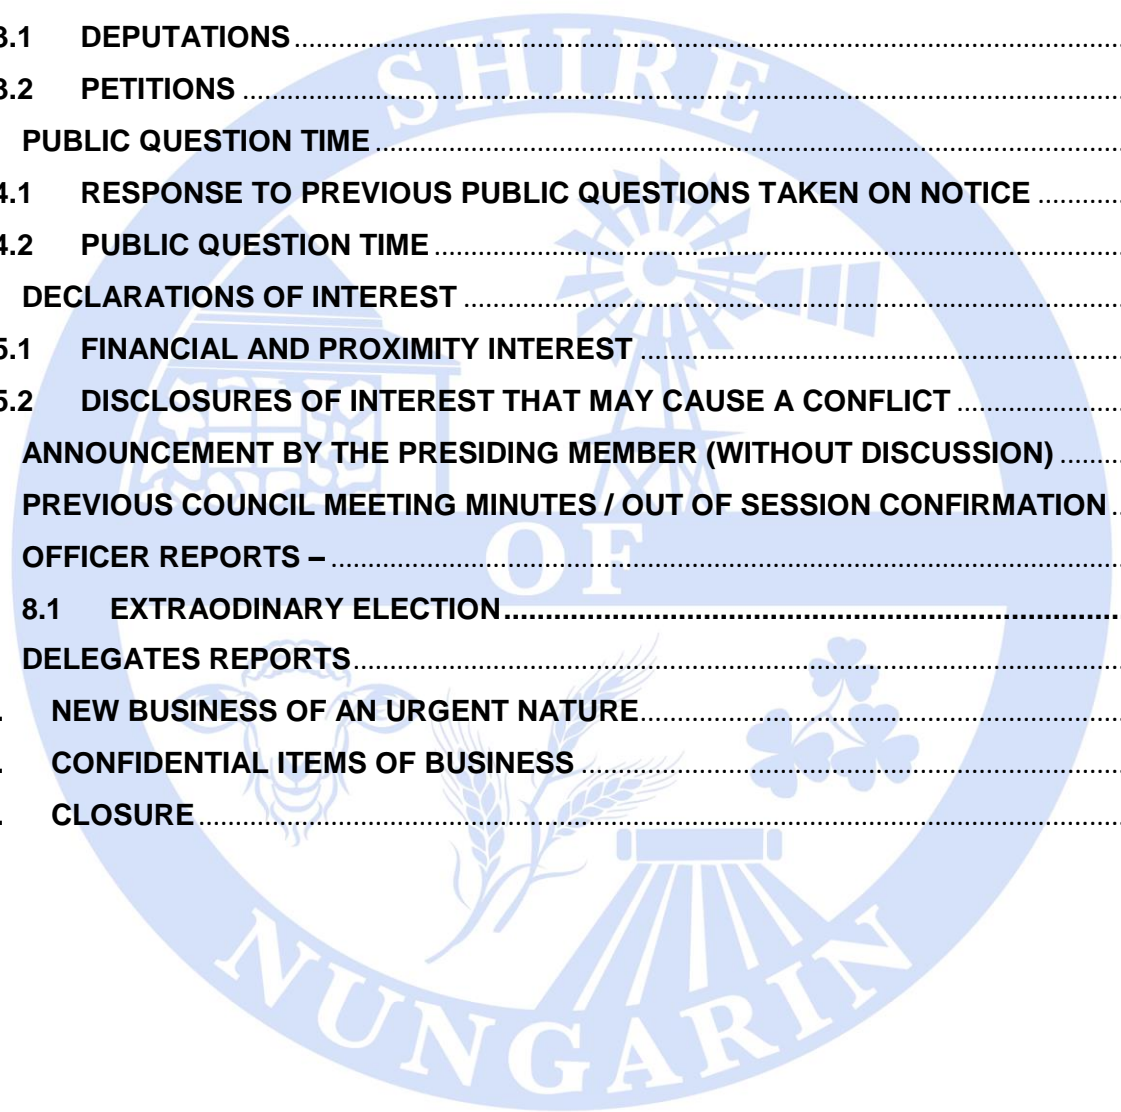 3.1 DEPUTATIONS
3.2 PETITIONS
PUBLIC QUESTION TIME
4.1 RESPONSE TO PREVIOUS PUBLIC QUESTIONS TAKEN ON NOTICE
4.2 PUBLIC QUESTION TIME
DECLARATIONS OF INTEREST
5.1 FINANCIAL AND PROXIMITY INTEREST
5.2 DISCLOSURES OF INTEREST THAT MAY CAUSE A CONFLICT
ANNOUNCEMENT BY THE PRESIDING MEMBER (WITHOUT DISCUSSION)
PREVIOUS COUNCIL MEETING MINUTES / OUT OF SESSION CONFIRMATION
OFFICER REPORTS –
8.1 EXTRAODINARY ELECTION
DELEGATES REPORTS
. NEW BUSINESS OF AN URGENT NATURE
. CONFIDENTIAL ITEMS OF BUSINESS
. CLOSURE
SHIRE
OF
NUNGARIN